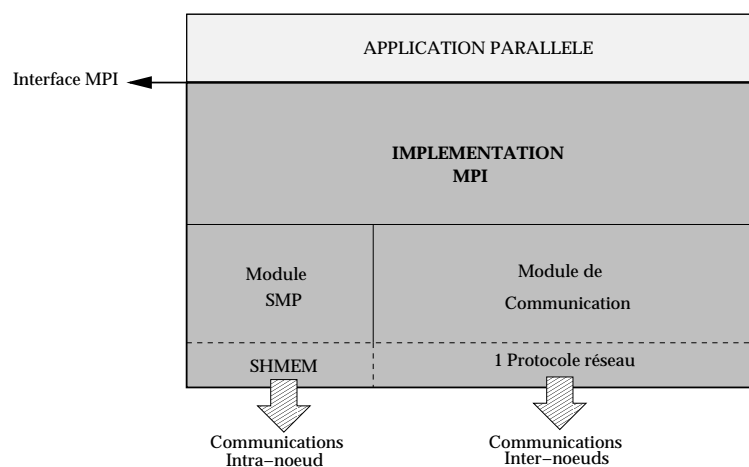 APPLICATION PARALLELE
Interface MPI
IMPLEMENTATION
MPI
Module
SMP
Module de
Communication
SHMEM
1 Protocole réseau
Communications
Intra−noeud
Communications
Inter−noeuds